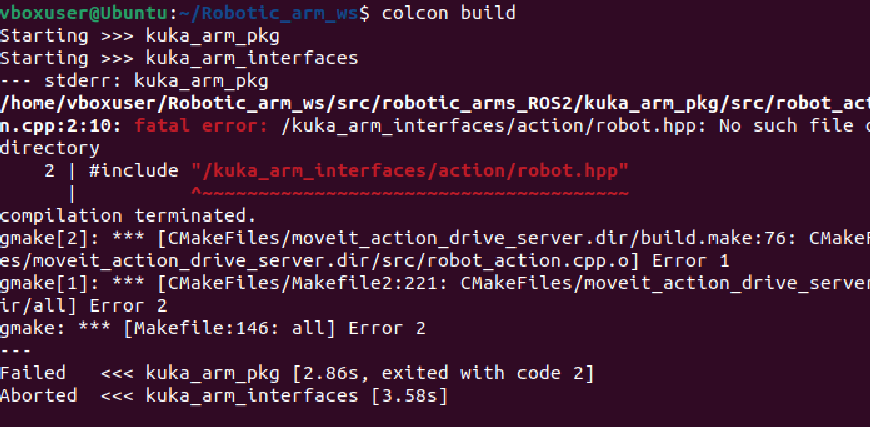 vboxuser@Ubuntu:~/Robotic_arm_ws$ colcon build
Starting >>> kuka_arm_pkg
Starting >>> kuka_arm_interfaces
--- stderr: kuka_arm_pkg
/home/vboxuser/Robotic_arm_ws/src/robotic_arms_ROS2/kuka_arm_pkg/src/robot_act
n.cpp:2:10: fatal error: /kuka_arm_interfaces/action/robot.hpp: No such file o
directory
    2 | #include "/kuka_arm_interfaces/action/robot.hpp"
      |          ^~~~~~~~~~~~~~~~~~~~~~~~~~~~~~~~~~~~~~~
compilation terminated.
gmake[2]: *** [CMakeFiles/moveit_action_drive_server.dir/build.make:76: CMakeF
es/moveit_action_drive_server.dir/src/robot_action.cpp.o] Error 1
gmake[1]: *** [CMakeFiles/Makefile2:221: CMakeFiles/moveit_action_drive_server
ir/all] Error 2
gmake: *** [Makefile:146: all] Error 2
---
Failed   <<< kuka_arm_pkg [2.86s, exited with code 2]
Aborted  <<< kuka_arm_interfaces [3.58s]